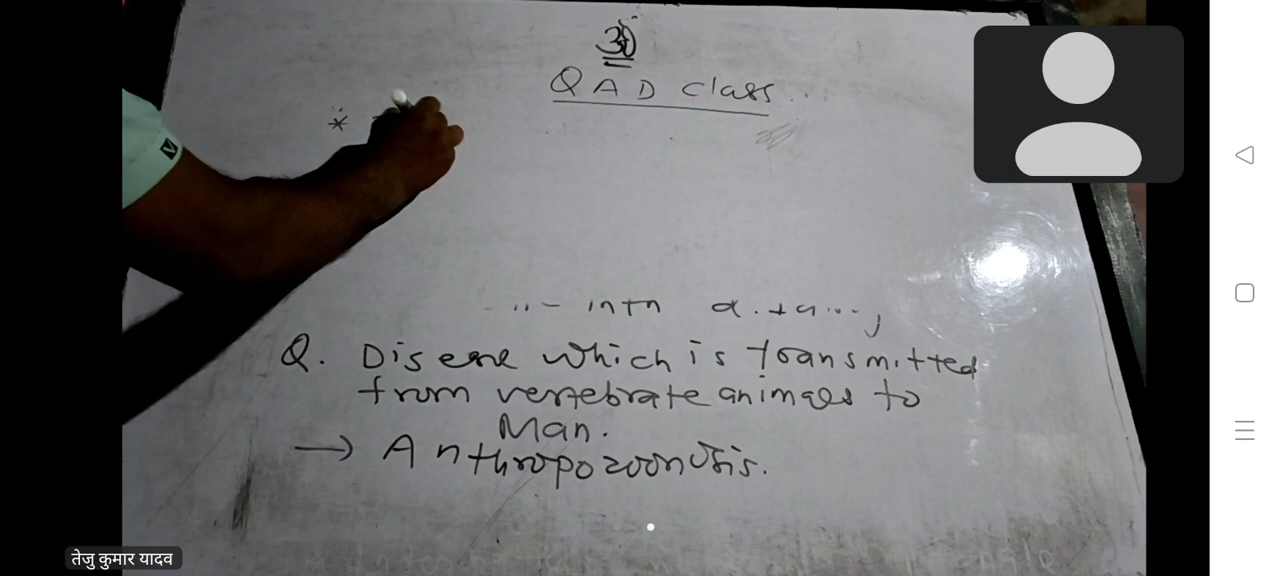 ॐ
QAD class
*
Q. Disease which is transmitted
from vertebrate animals to
Man.
→ Anthropozoonosis.
तेजु कुमार यादव